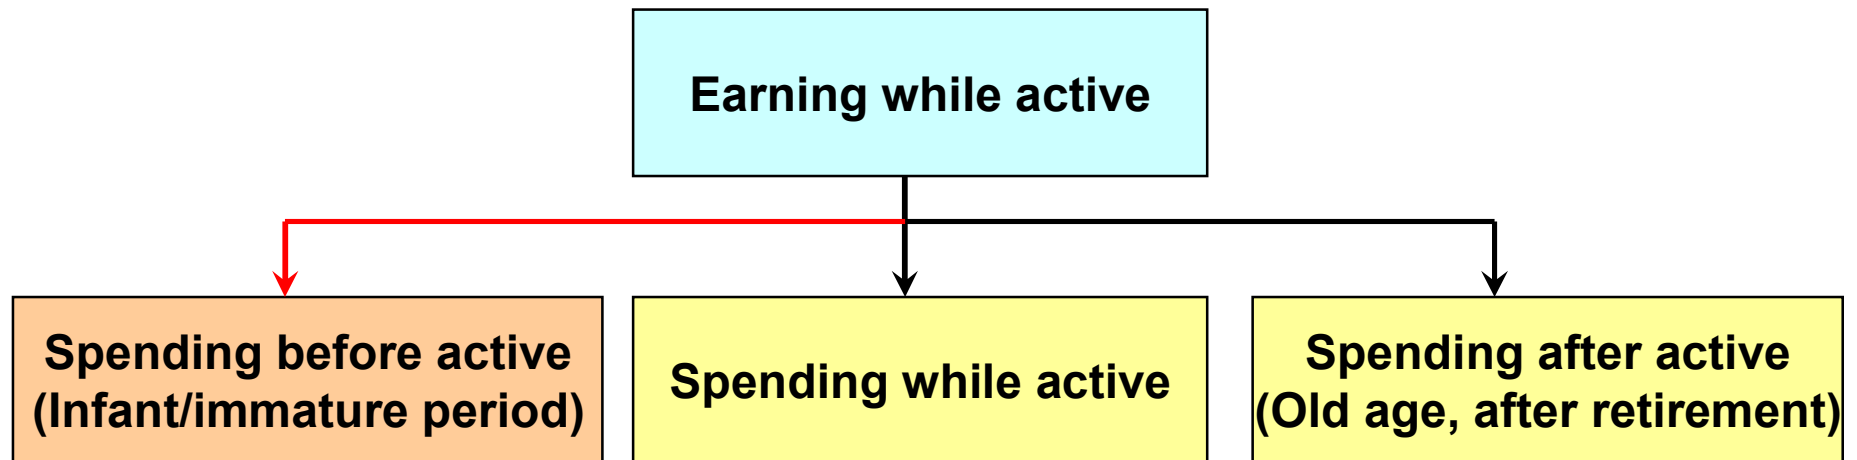 Earning while active
Spending before active
(Infant/immature period)
Spending while active
Spending after active
(Old age, after retirement)